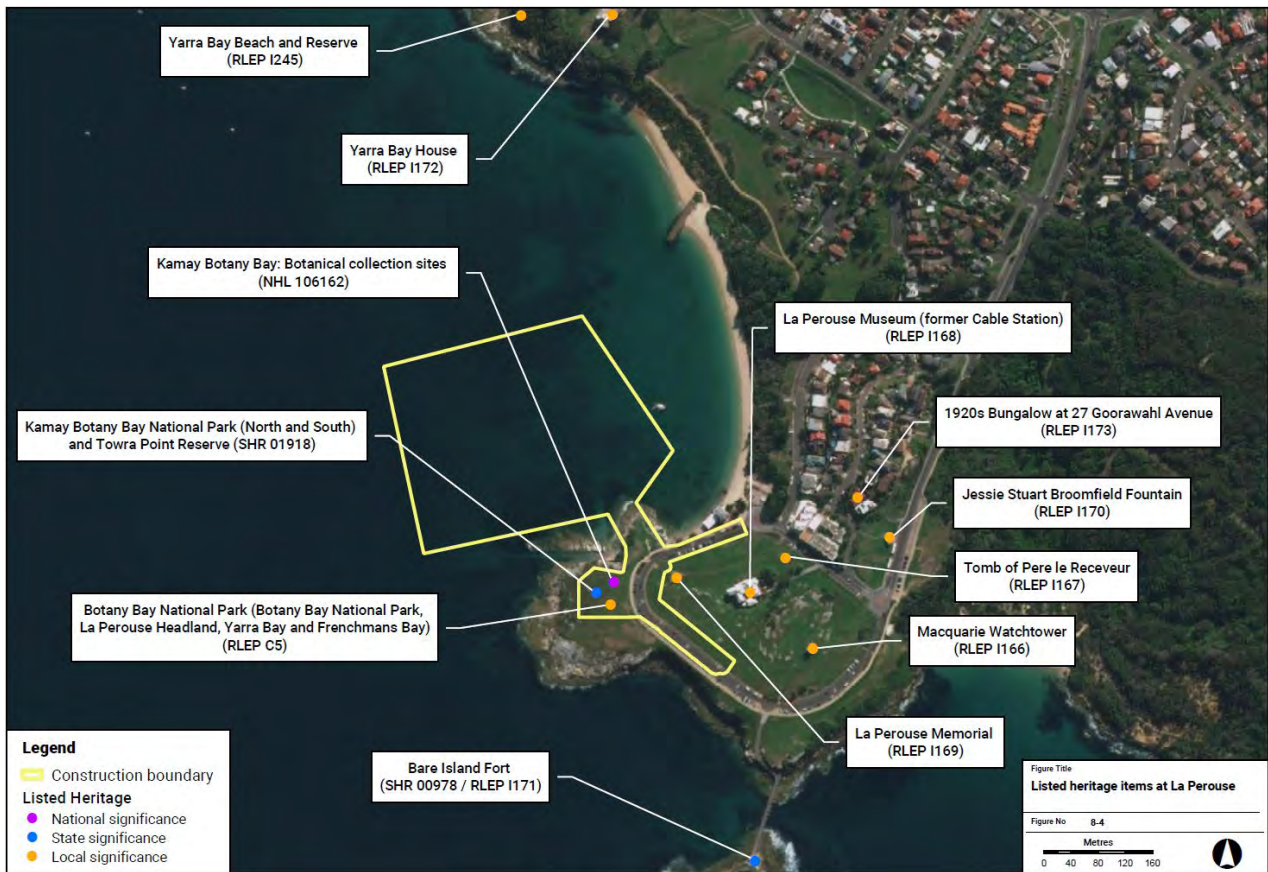 Yarra Bay Beach and Reserve
(RLEP I245)
Yarra Bay House
(RLEP I172)
Kamay Botany Bay: Botanical collection sites
(NHL 106162)
La Perouse Museum (former Cable Station)
(RLEP I168)
Kamay Botany Bay National Park (North and South)
and Towra Point Reserve (SHR 01918)
1920s Bungalow at 27 Goorawahl Avenue
(RLEP I173)
Jessie Stuart Broomfield Fountain
(RLEP I170)
Tomb of Pere le Receveur
(RLEP I167)
Botany Bay National Park (Botany Bay National Park,
La Perouse Headland, Yarra Bay and Frenchmans Bay)
(RLEP C5)
Macquarie Watchtower
(RLEP I166)
La Perouse Memorial
(RLEP I169)
Bare Island Fort
(SHR 00978 / RLEP I171)
Legend
Construction boundary
Listed Heritage
National significance
State significance
Local significance
Figure Title
Listed heritage items at La Perouse
Figure No 8-4
Metres
0 40 80 120 160